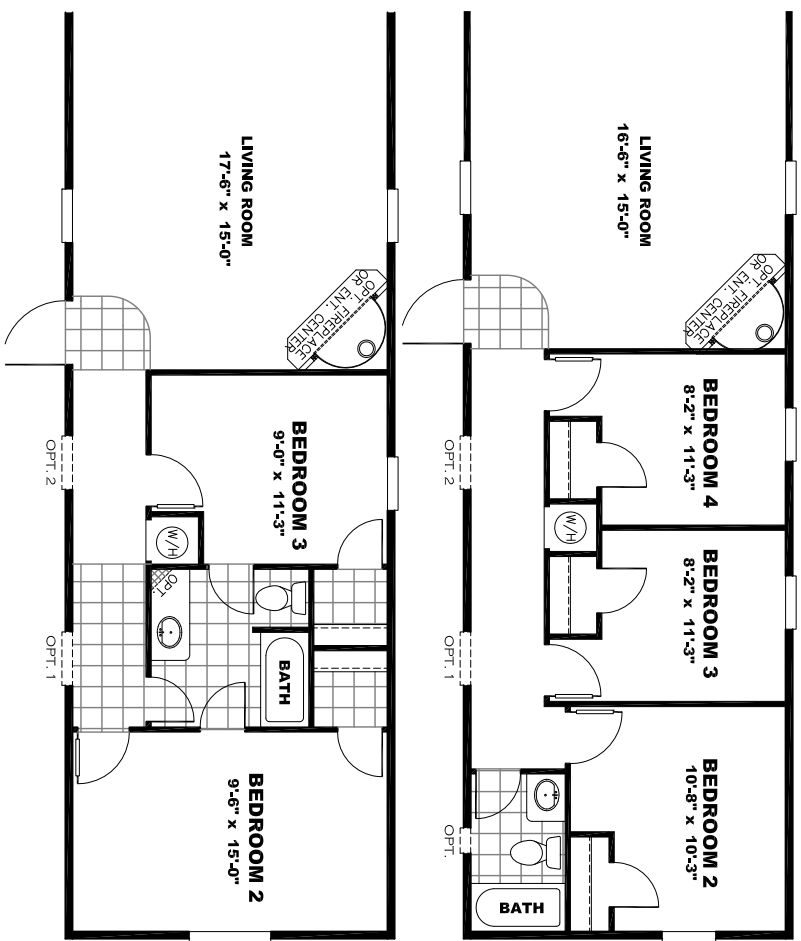 LIVING ROOM
17'-6" x 15'-0"
OPT. FIREPLACE
OR ENT. CENTER
BEDROOM 3
9'-0" x 11'-3"
OPT. 2
W/H
OPT.
OPT. 1
BATH
BEDROOM 2
9'-6" x 15'-0"
LIVING ROOM
16'-6" x 15'-0"
OPT. FIREPLACE
OR ENT. CENTER
BEDROOM 4
8'-2" x 11'-3"
OPT. 2
W/H
BEDROOM 3
8'-2" x 11'-3"
OPT. 1
BEDROOM 2
10'-8" x 10'-3"
OPT.
BATH